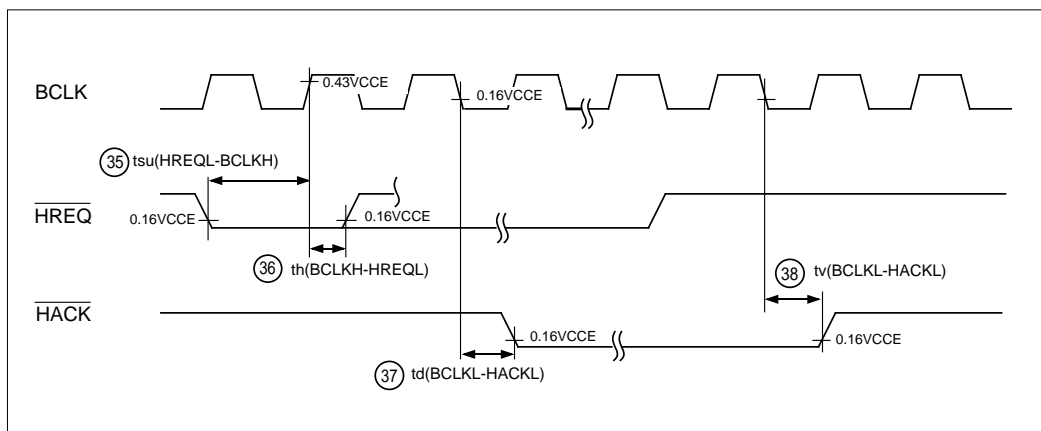 BCLK
0.43VCCE
0.16VCCE
35 tsu(HREQL-BCLKH)
HREQ
0.16VCCE
0.16VCCE
36 th(BCLKH-HREQL)
38 tv(BCLKL-HACKL)
HACK
0.16VCCE
0.16VCCE
37 td(BCLKL-HACKL)